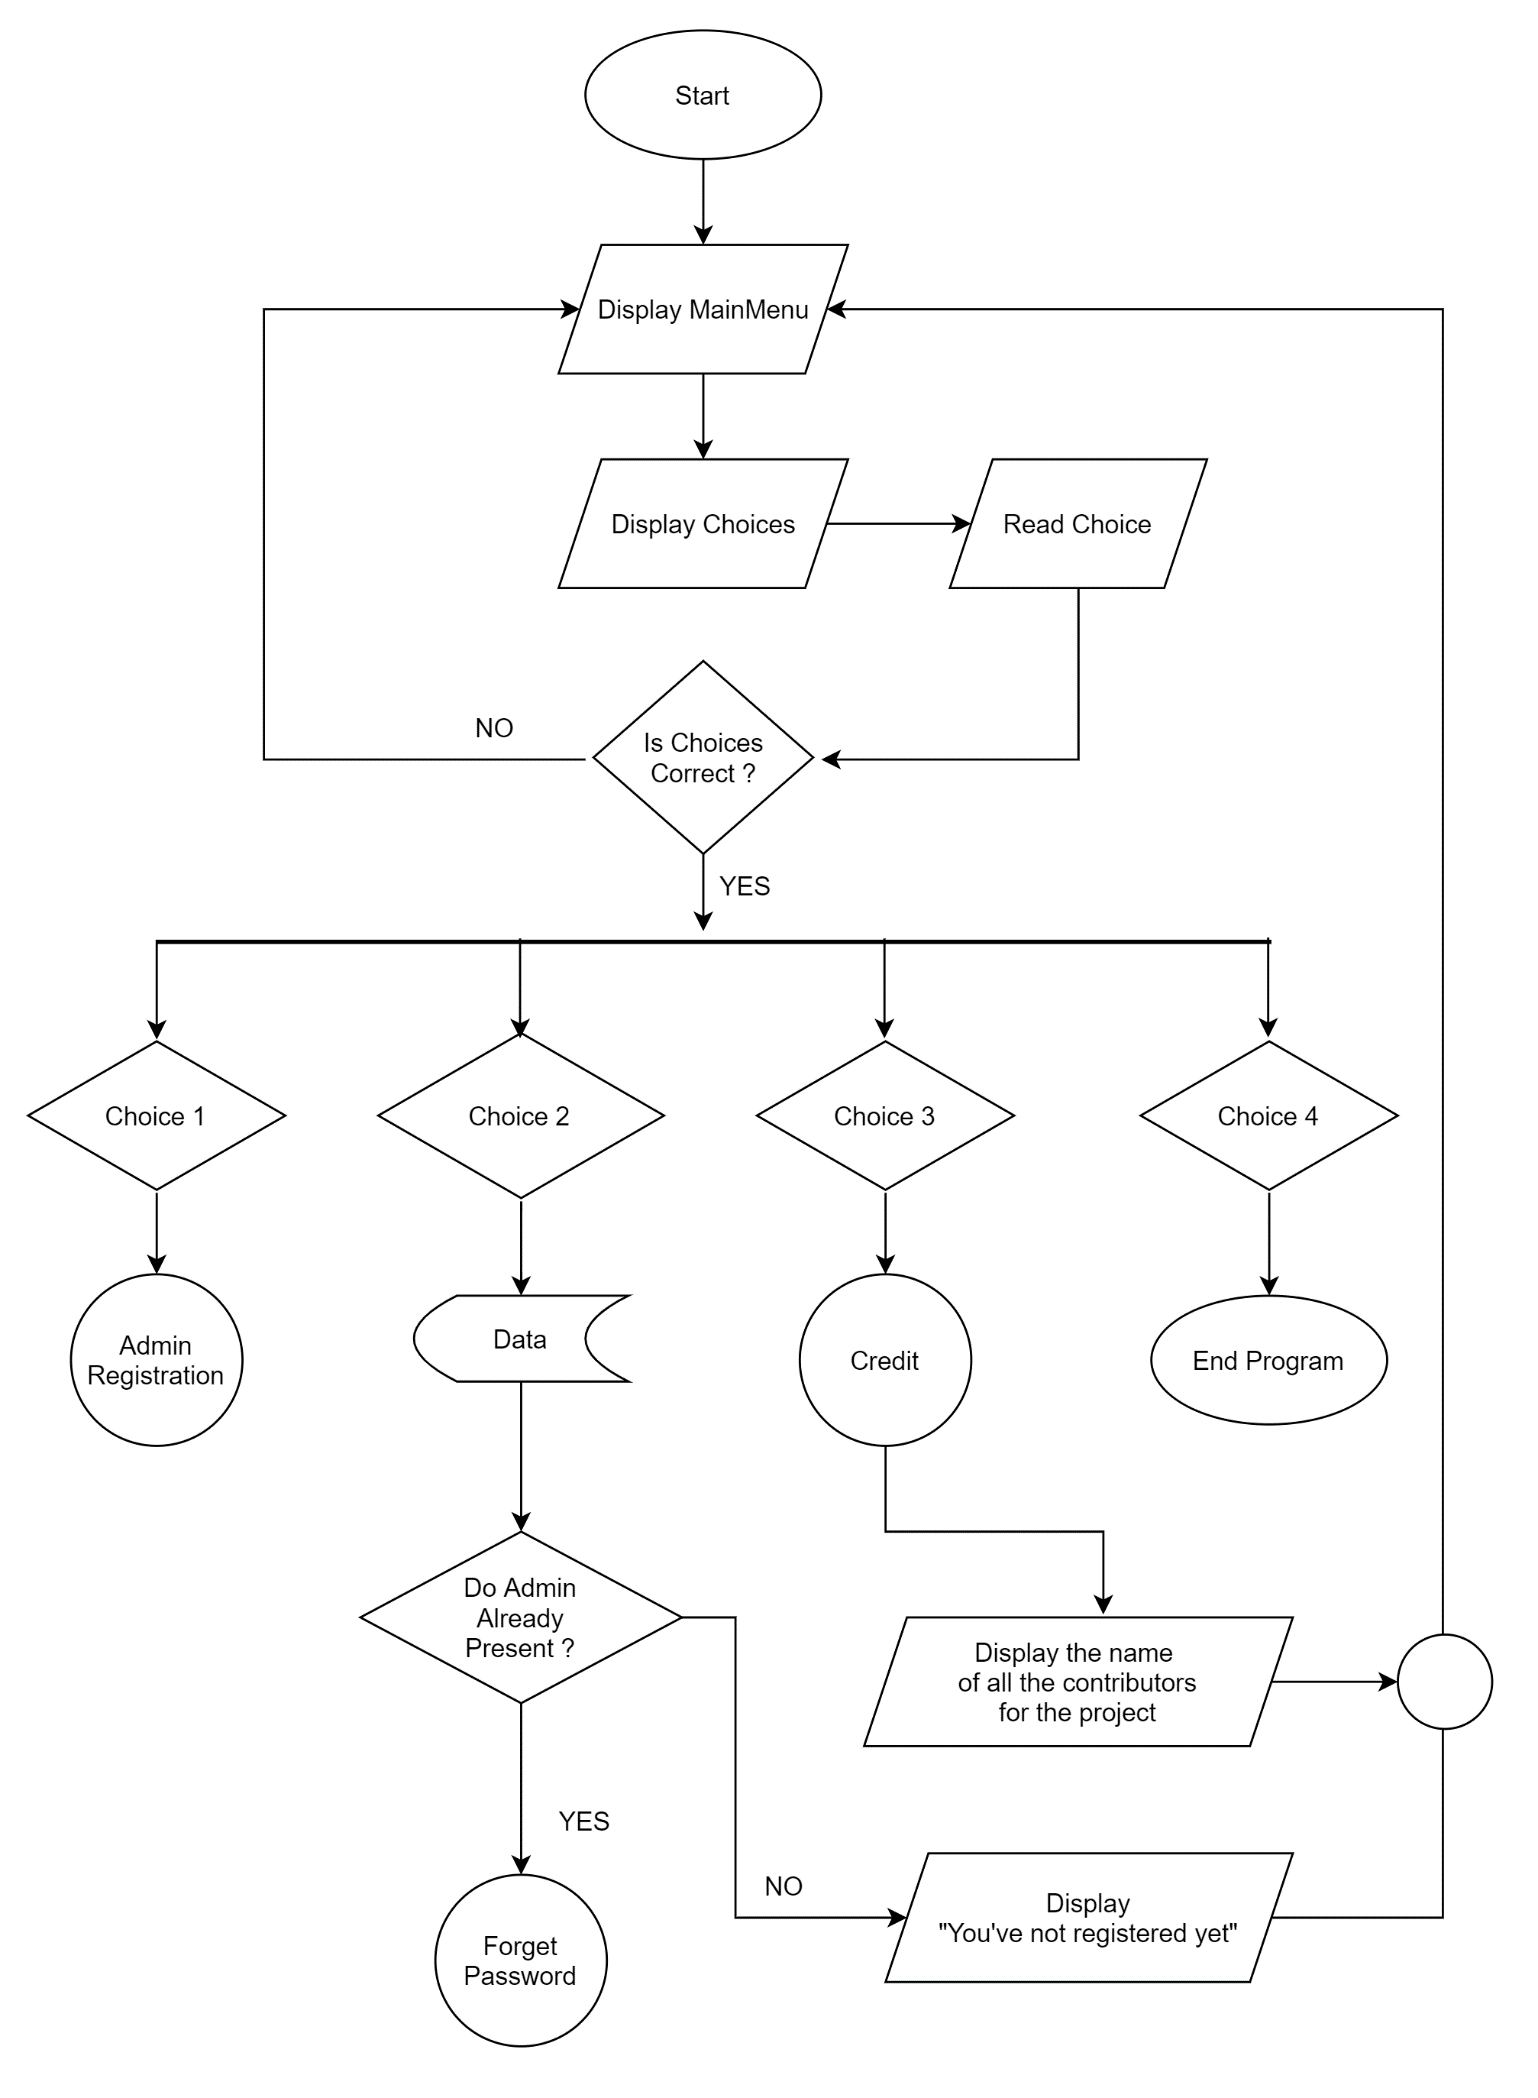 Start
Display MainMenu
Display Choices
Read Choice
NO
Is Choices
Correct ?
YES
Choice 1
Choice 2
Choice 3
Choice 4
Admin
Registration
Data
Credit
End Program
Do Admin
Already
Present ?
Display the name
of all the contributors
for the project
YES
NO
Display
"You've not registered yet"
Forget
Password